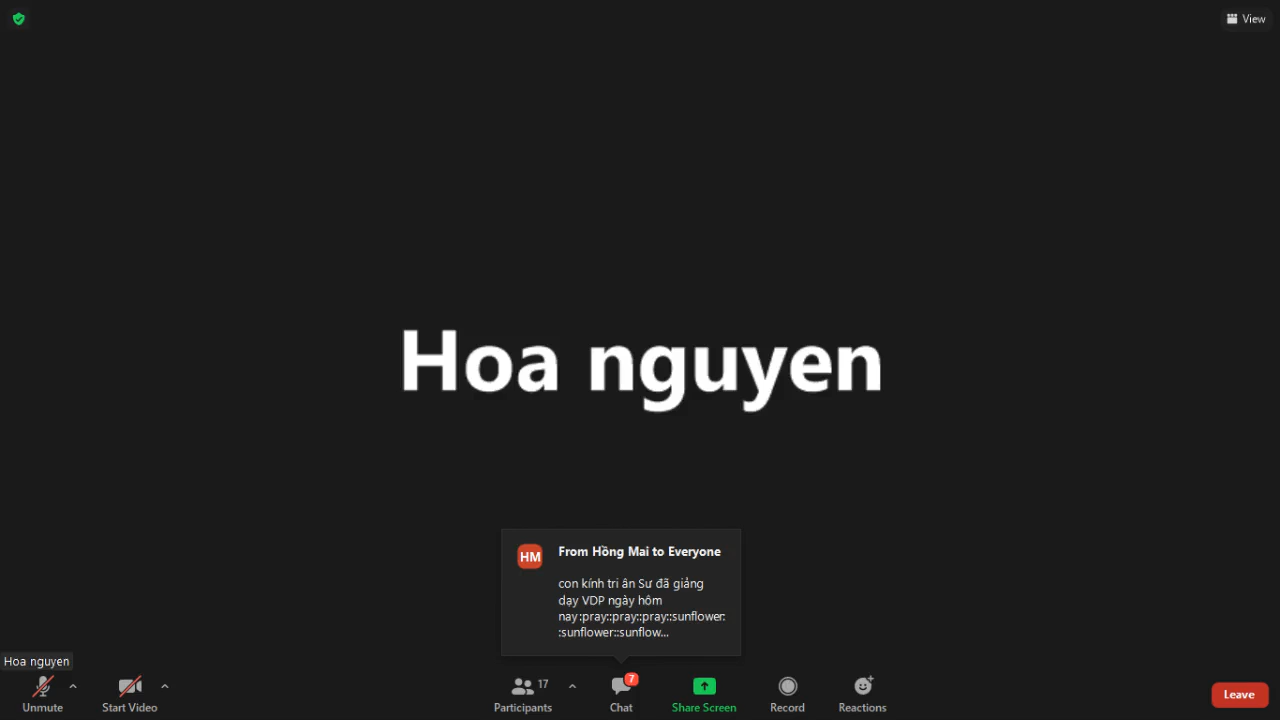 View
Hoa nguyen
HM
From Hồng Mai to Everyone
con kính tri ân Sư đã giảng
dạy VDP ngày hôm
nay:pray::pray::pray::sunflower:
:sunflower::sunflow...
Hoa nguyen
17
7
Unmute
Start Video
Participants
Chat
Share Screen
Record
Reactions
Leave